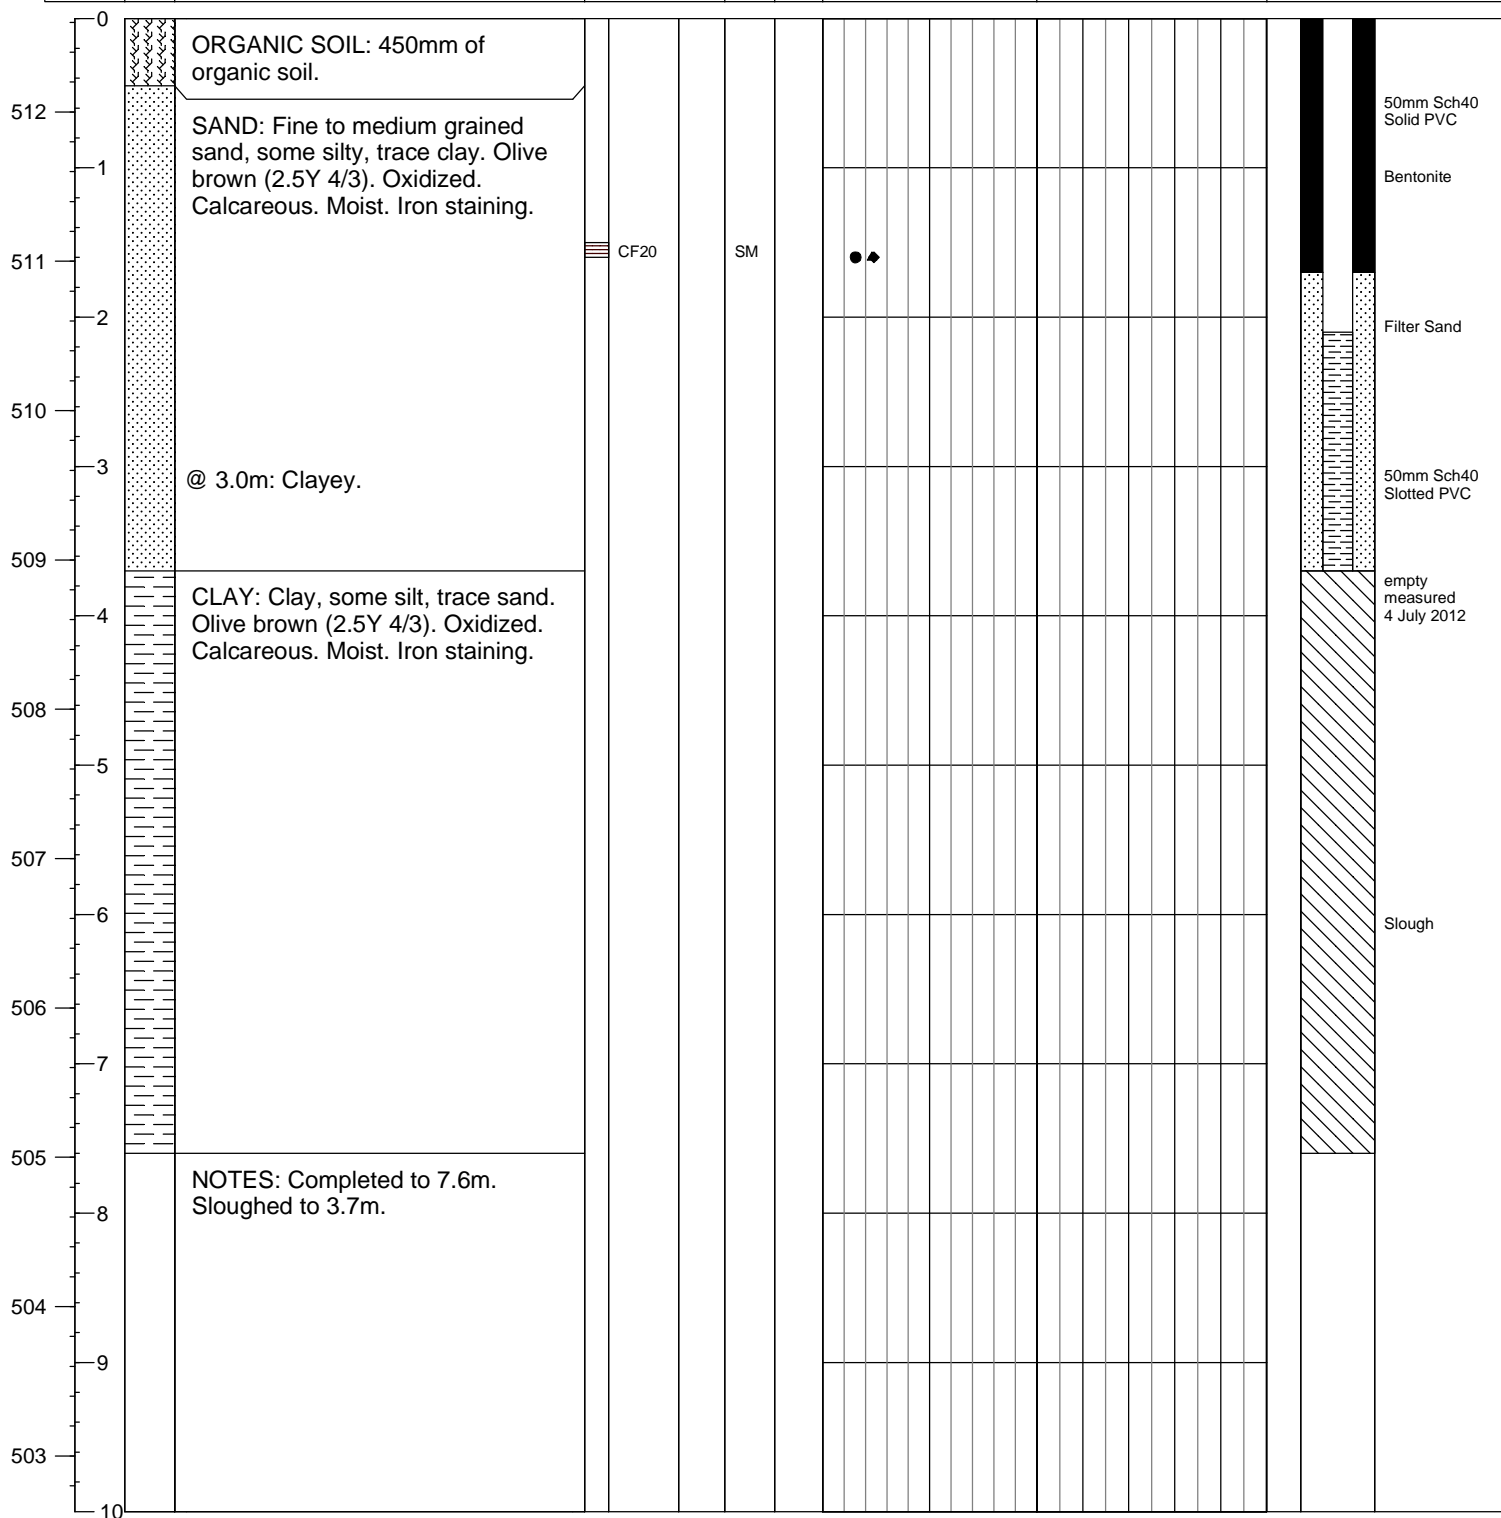 0
ORGANIC SOIL: 450mm of
organic soil.
512
50mm Sch40
Solid PVC
SAND: Fine to medium grained
sand, some silty, trace clay. Olive
brown (2.5Y 4/3). Oxidized.
Calcareous. Moist. Iron staining.
1
Bentonite
511
CF20
SM
2
Filter Sand
510
3
@ 3.0m: Clayey.
50mm Sch40
Slotted PVC
509
empty
measured
4 July 2012
CLAY: Clay, some silt, trace sand.
Olive brown (2.5Y 4/3). Oxidized.
Calcareous. Moist. Iron staining.
4
508
5
507
6
Slough
506
7
505
NOTES: Completed to 7.6m.
Sloughed to 3.7m.
8
504
9
503
10